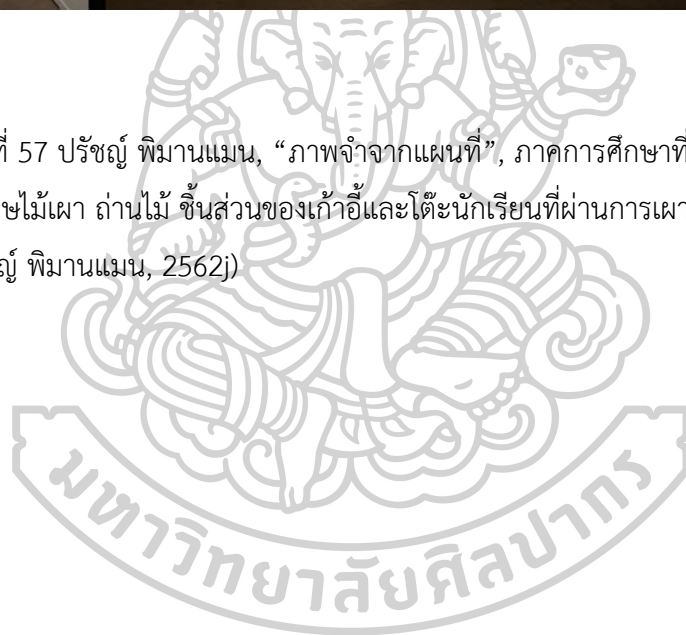 ที่ 57 ปรัชญ์ พิมานแมน, “ภาพจำจากแผนที่”, ภาคการศึกษาที่
ษไม้เผา ถ่านไม้ ชิ้นส่วนของเก้าอี้และโต๊ะนักเรียนที่ผ่านการเผา
ญ์ พิมานแมน, 2562j)
มหาวิทยาลัยศิลปากร